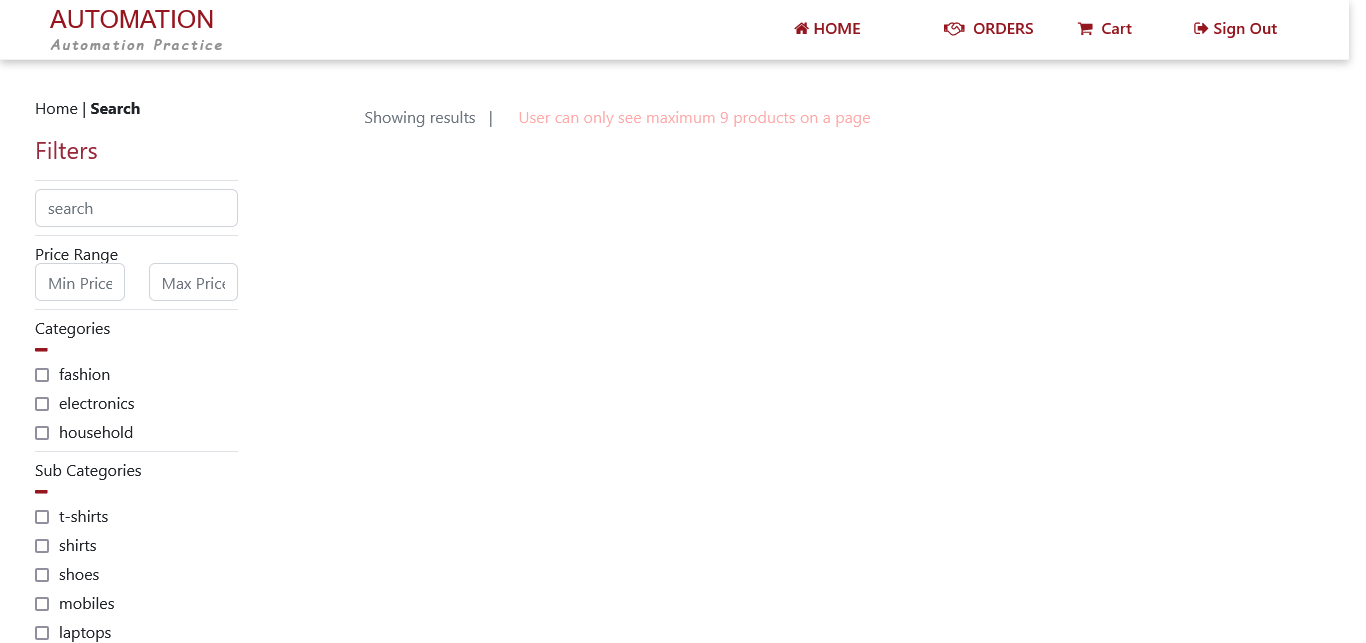 AUTOMATION
Automation Practice
HOME
ORDERS
Cart
Sign Out
Home | Search
Showing results |
User can only see maximum 9 products on a page
Filters
search
Price Range
Min Price
Max Price
Categories
fashion
electronics
household
Sub Categories
t-shirts
shirts
shoes
mobiles
laptops